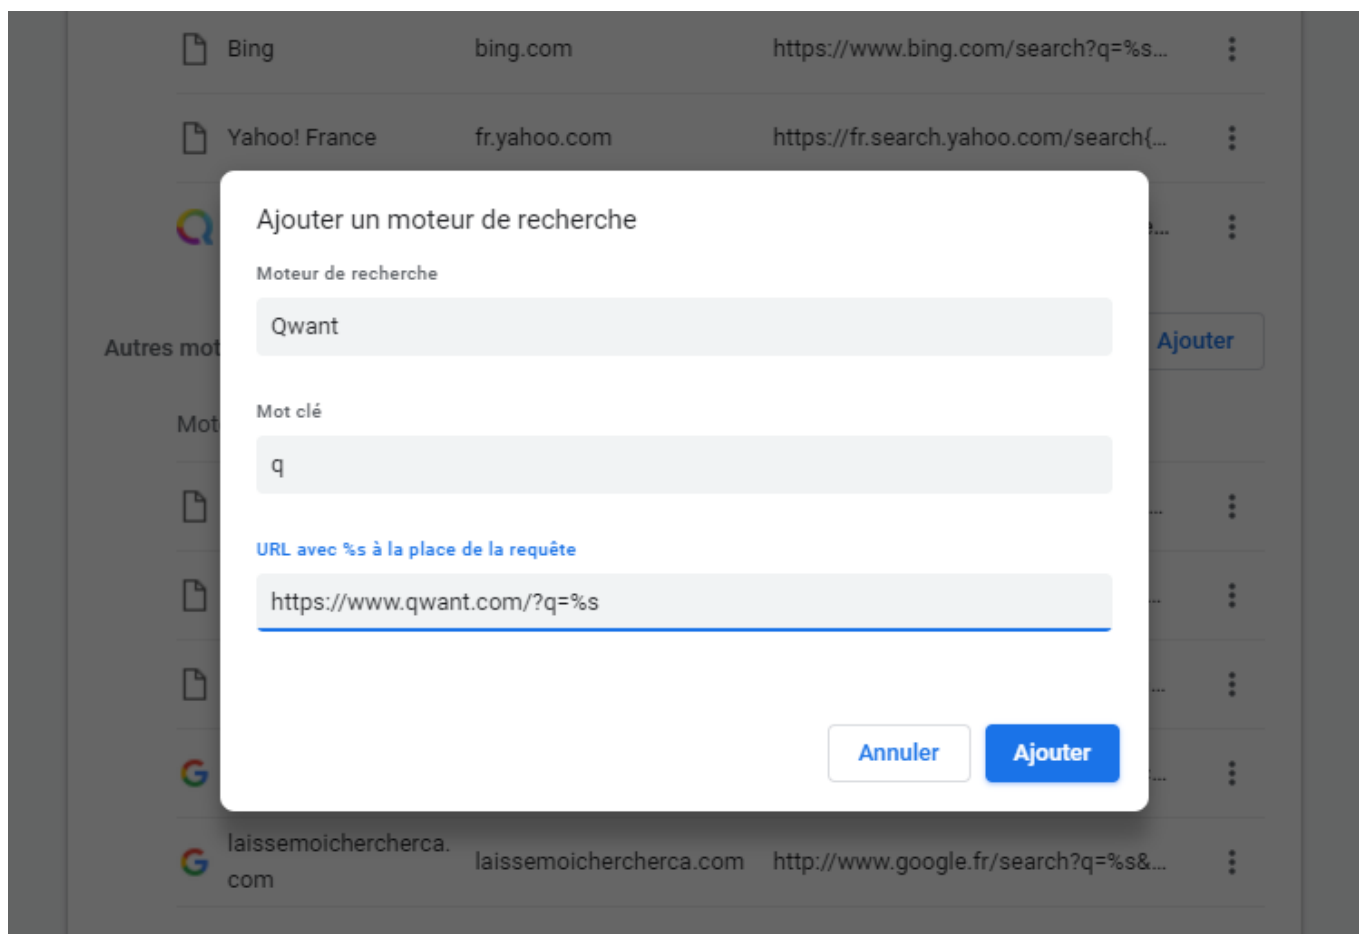 Bing bing.com https://www.bing.com/search?q=%s...
Yahoo! France fr.yahoo.com https://fr.search.yahoo.com/search{...
Ajouter un moteur de recherche
Moteur de recherche
Qwant
Autres mot
Ajouter
Mot clé
Mot
q
URL avec %s à la place de la requête
https://www.qwant.com/?q=%s
Annuler Ajouter
laissemoichercherca.
com
laissemoichercherca.com http://www.google.fr/search?q=%s&...